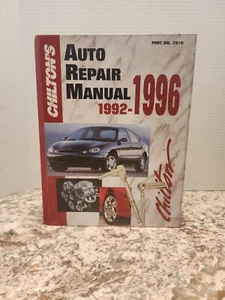 CHILTON'S
PART NO. 7919
AUTO
REPAIR
MANUAL
1992-1996
Chilton